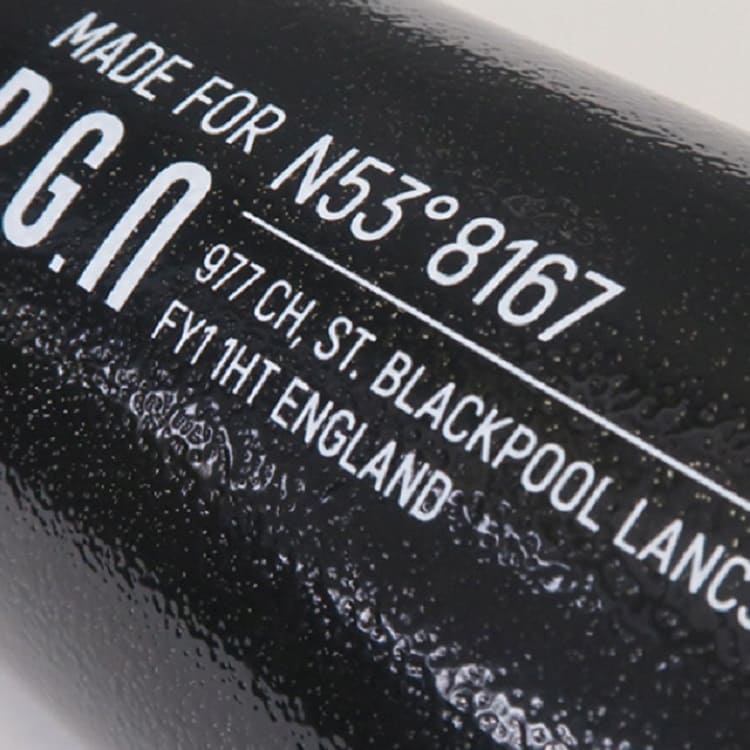 MADE FOR N53°8167
P.G.N
977 CH, ST. BLACKPOOL LANCS
FY1 1HT ENGLAND